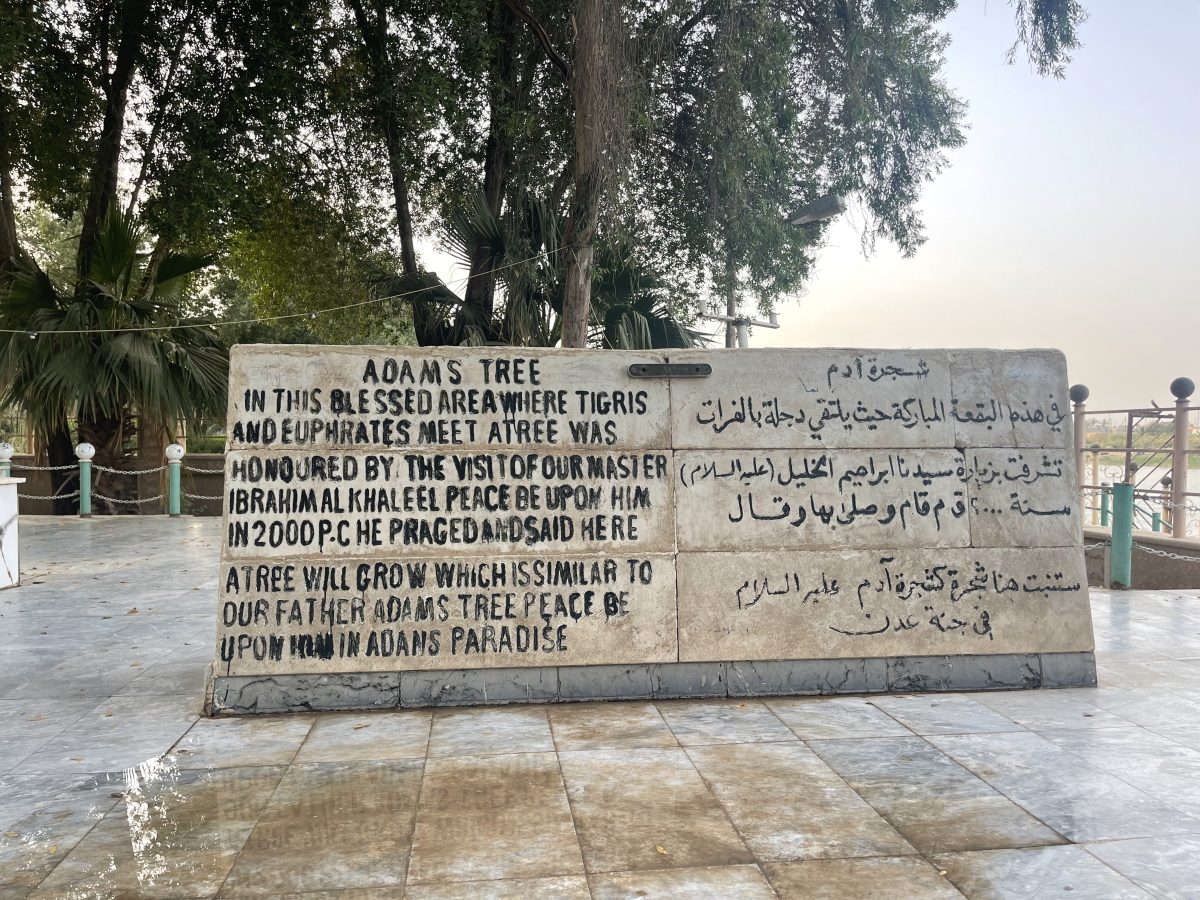 ADAMS TREE
IN THIS BLESSED AREA WHERE TIGRIS
AND EUPHRATES MEET ATREE WAS
HONOURED BY THE VISIT OF OUR MASTER
IBRAHIM AL KHALEEL PEACE BE UPON HIM
IN 2000 P.C HE PRAGED AND SAID HERE
ATREE WILL GROW WHICH IS SIMILAR TO
OUR FATHER ADAMS TREE PEACE BE
UPON HIM IN ADANS PARADISE
شجرة آدم
في هذه البقعة المباركة حيث يلتقي دجلة بالفرات
تشرفت بزيارة سيدنا ابراهيم الخليل (عليه السلام)
سنة ٢٠٠٠ ق م قام وصلى بها وقال
ستنبت هنا شجرة كشجرة آدم عليه السلام
في جنة عدن